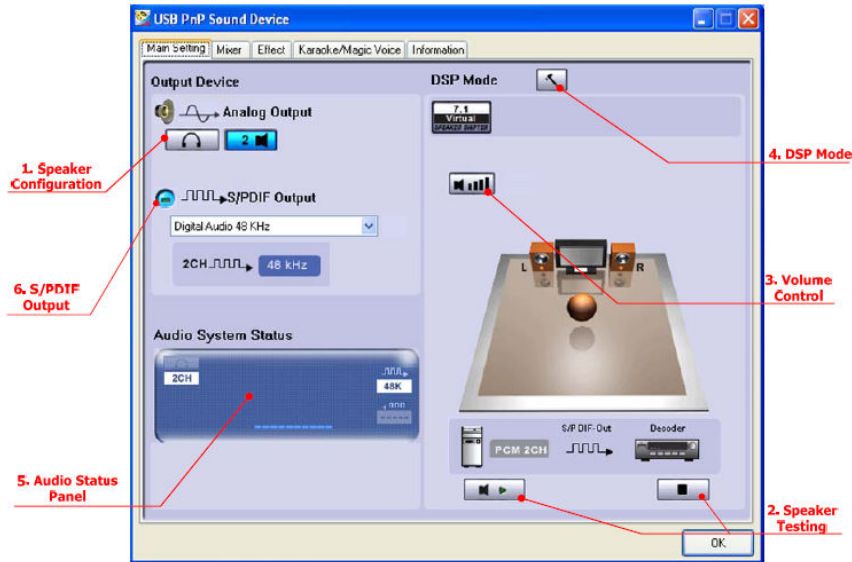 USB PnP Sound Device
Main Setting Mixer Effect Karaoke/Magic Voice Information
Output Device
Analog Output
2
S/PDIF Output
Digital Audio 48 KHz
2CH
48 kHz
Audio System Status
2CH
48K
DSP Mode
7.1
Virtual
SPEAKER SHIFTER
L
R
S/PDIF-Out
Decoder
PCM 2CH
OK
1. Speaker
Configuration
6. S/PDIF
Output
5. Audio Status
Panel
4. DSP Mode
3. Volume
Control
2. Speaker
Testing